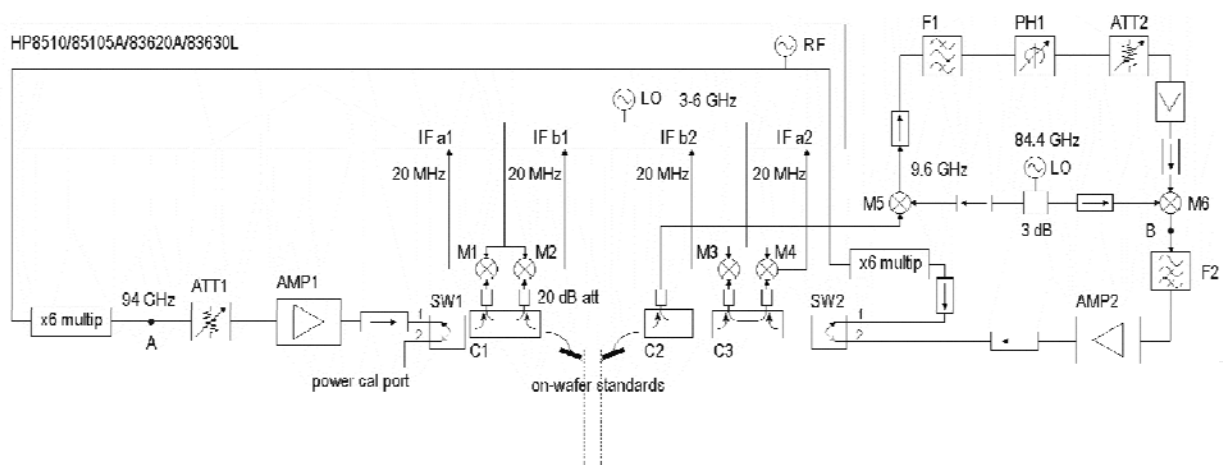 F1 PH1 ATT2
HP8510/85105A/83620A/83630L
RF
LO 3-6 GHz
IF a1 IF b1 IF b2 IF a2
84.4 GHz
20 MHz 20 MHz 20 MHz 20 MHz
9.6 GHz LO
M5 M6
3 dB B
M1 M2 M3 M4
x6 multip F2
94 GHz ATT1 AMP1 20 dB att
SW1 SW2 AMP2
x6 multip 1 1
A 2 2
C1 C2 C3
power cal port on-wafer standards